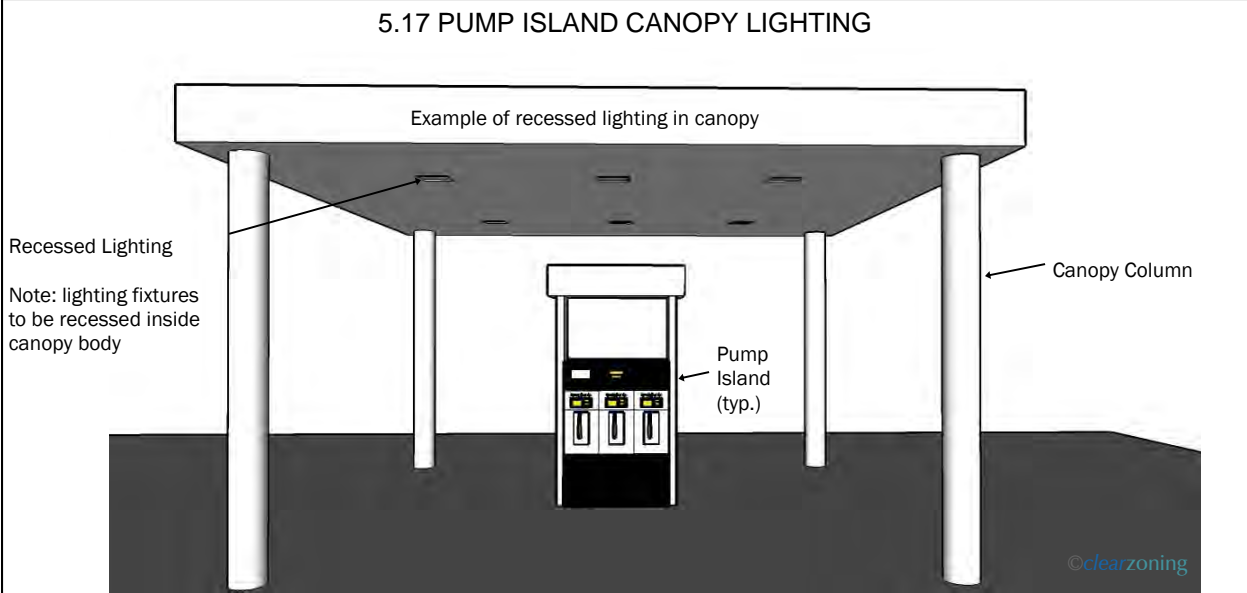 5.17 PUMP ISLAND CANOPY LIGHTING
Example of recessed lighting in canopy
Recessed Lighting
Note: lighting fixtures
to be recessed inside
canopy body
Canopy Column
Pump
Island
(typ.)
©clearzoning